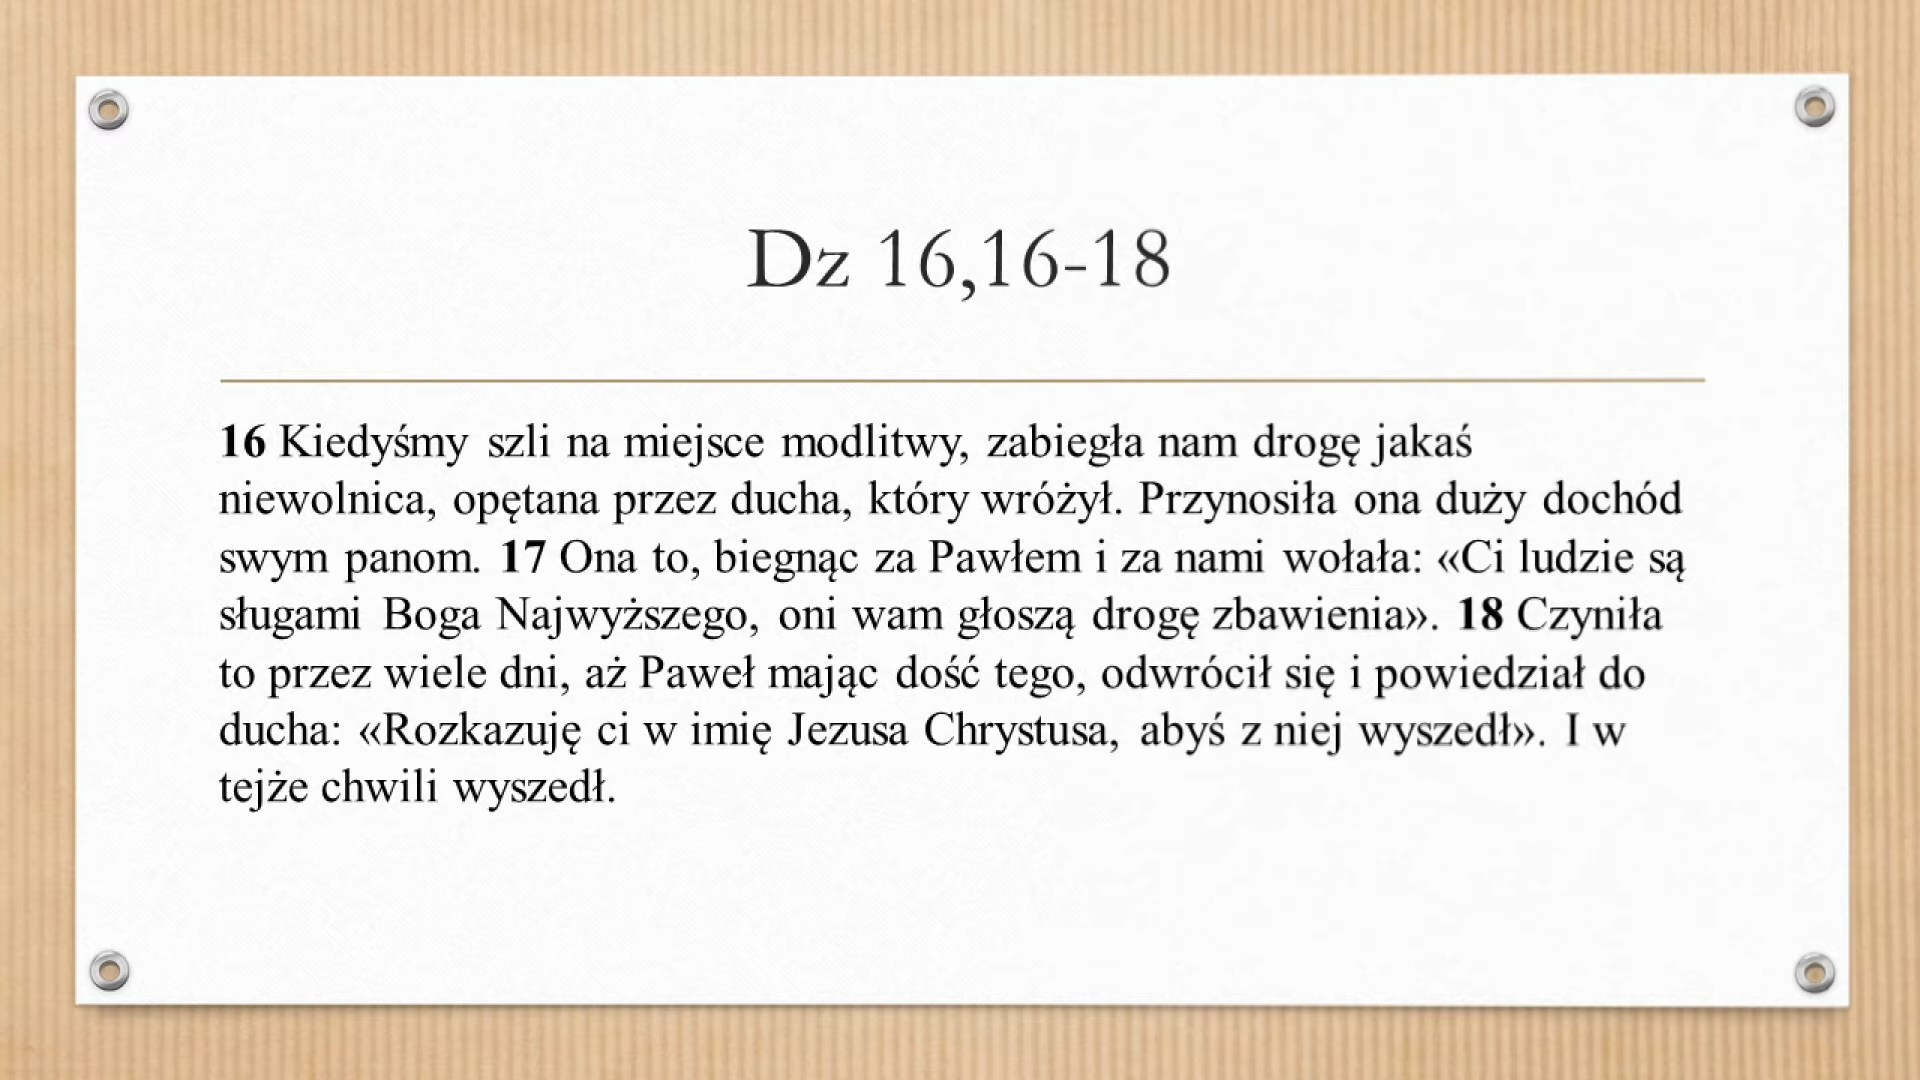 Dz 16,16-18
16 Kiedyśmy szli na miejsce modlitwy, zabiegła nam drogę jakaś
niewolnica, opętana przez ducha, który wróżył. Przynosiła ona duży dochód
swym panom. 17 Ona to, biegnąc za Pawłem i za nami wołała: «Ci ludzie są
sługami Boga Najwyższego, oni wam głoszą drogę zbawienia». 18 Czyniła
to przez wiele dni, aż Paweł mając dość tego, odwrócił się i powiedział do
ducha: «Rozkazuję ci w imię Jezusa Chrystusa, abyś z niej wyszedł». I w
tejże chwili wyszedł.